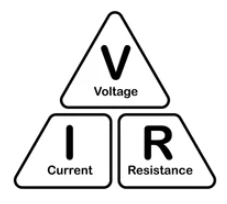 V
Voltage
I R
Current Resistance